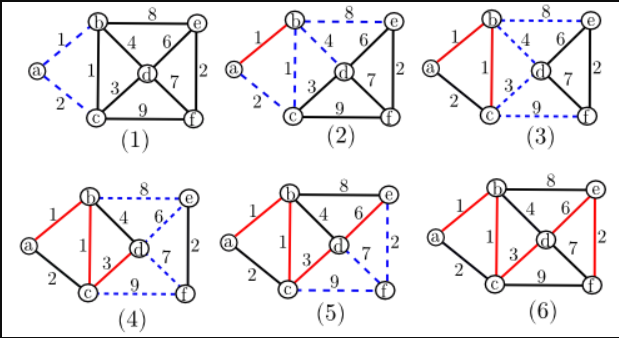 8 8 8
b e b e b e
1 4 6 1 4 6 1 4 6
a 1 d 2 a 1 d 2 a 1 d 2
2 3 7 2 3 7 2 3 7
c 9 f c 9 f c 9 f
(1) (2) (3)
8 8 8
b e b e b e
1 4 6 1 4 6 1 4 6
a 1 d 2 a 1 d 2 a 1 d 2
2 3 7 2 3 7 2 3 7
c 9 f c 9 f c 9 f
(4) (5) (6)